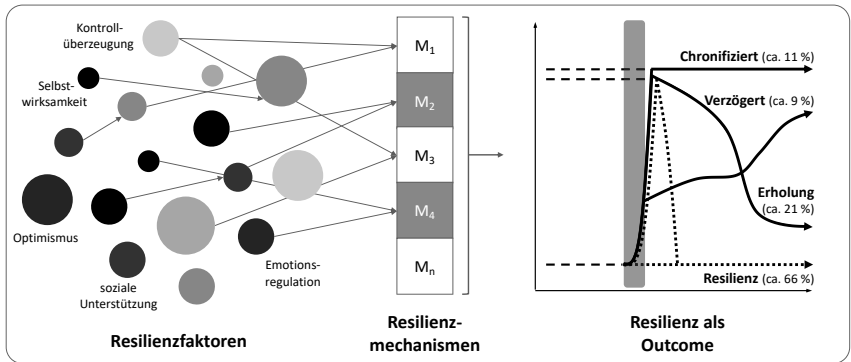 Kontroll-
überzeugung
Selbst-
wirksamkeit
Optimismus
soziale
Unterstützung
Emotions-
regulation
Resilienzfaktoren
M1
M2
M3
M4
Mn
Resilienz-
mechanismen
Chronifiziert (ca. 11 %)
Verzögert (ca. 9 %)
Erholung
(ca. 21 %)
Resilienz (ca. 66 %)
Resilienz als
Outcome